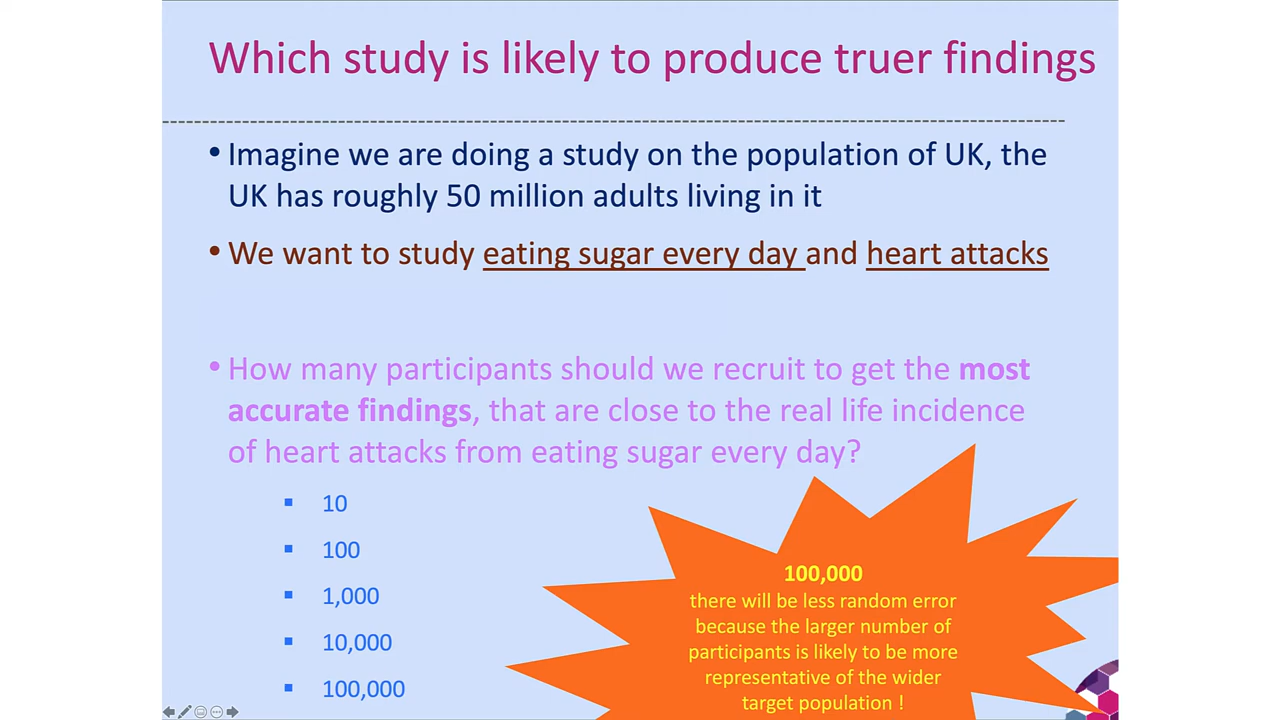 Which study is likely to produce truer findings
• Imagine we are doing a study on the population of UK, the
UK has roughly 50 million adults living in it
• We want to study eating sugar every day and heart attacks
• How many participants should we recruit to get the most
accurate findings, that are close to the real life incidence
of heart attacks from eating sugar every day?
▪ 10
▪ 100
▪ 1,000
▪ 10,000
▪ 100,000
100,000
there will be less random error
because the larger number of
participants is likely to be more
representative of the wider
target population !